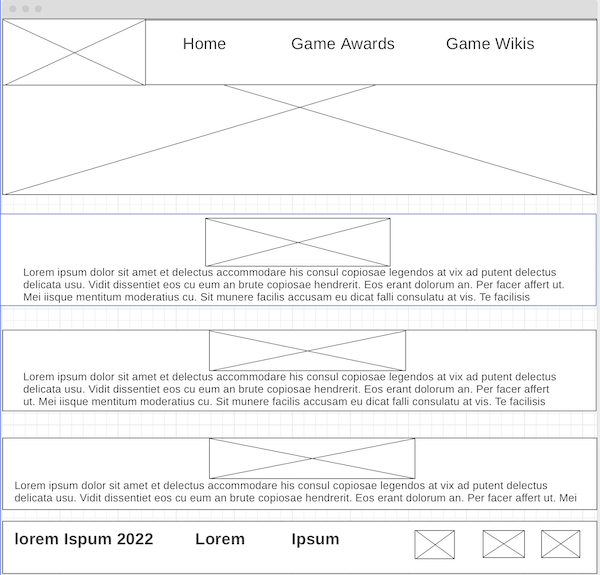 Home Game Awards Game Wikis
Lorem ipsum dolor sit amet et delectus accommodare his consul copiosae legendos at vix ad putent delectus
delicata usu. Vidit dissentiet eos cu eum an brute copiosae hendrerit. Eos erant dolorum an. Per facer affert ut.
Mei iisque mentitum moderatius cu. Sit munere facilis accusam eu dicat falli consulatu at vis. Te facilisis
Lorem ipsum dolor sit amet et delectus accommodare his consul copiosae legendos at vix ad putent delectus
delicata usu. Vidit dissentiet eos cu eum an brute copiosae hendrerit. Eos erant dolorum an. Per facer affert
ut. Mei iisque mentitum moderatius cu. Sit munere facilis accusam eu dicat falli consulatu at vis. Te facilisis
Lorem ipsum dolor sit amet et delectus accommodare his consul copiosae legendos at vix ad putent delectus
delicata usu. Vidit dissentiet eos cu eum an brute copiosae hendrerit. Eos erant dolorum an. Per facer affert ut. Mei
lorem Ispum 2022 Lorem Ipsum